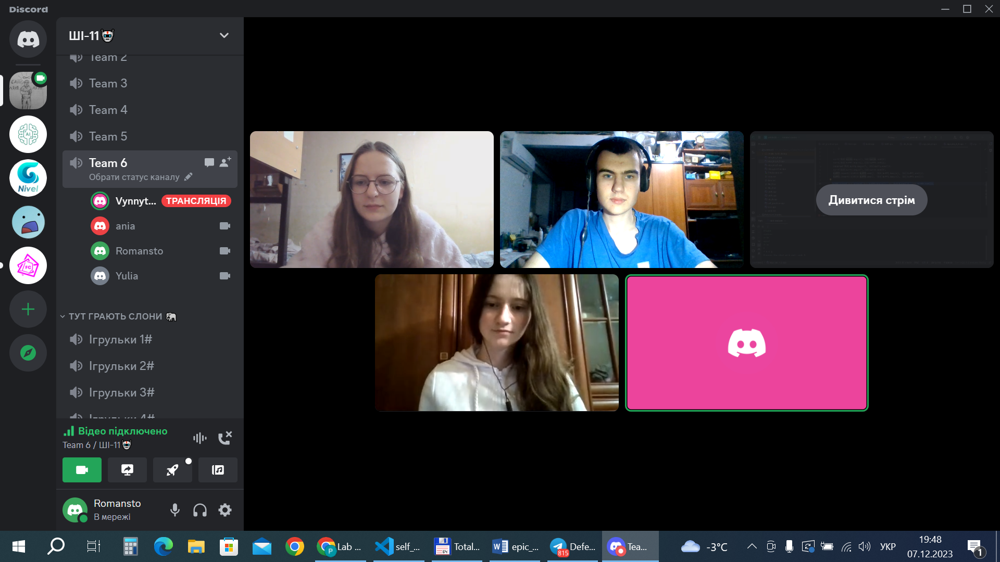 Discord
ШІ-11
Team 2
Team 3
Team 4
Team 5
Team 6
Обрати статус каналу
Vynnyt... ТРАНСЛЯЦІЯ
ania
Romansto
Yulia
ТУТ ГРАЮТЬ СЛОНИ
Ігрульки 1#
Ігрульки 2#
Ігрульки 3#
Ігрульки 4#
Відео підключено
Team 6 / ШІ-11
Romansto
В мережі
AI
Nivel
FC
Дивитися стрім
Lab ...
self_...
Total...
epic_...
Defe...
815
Tea...
-3°C
УКР
19:48
07.12.2023
1